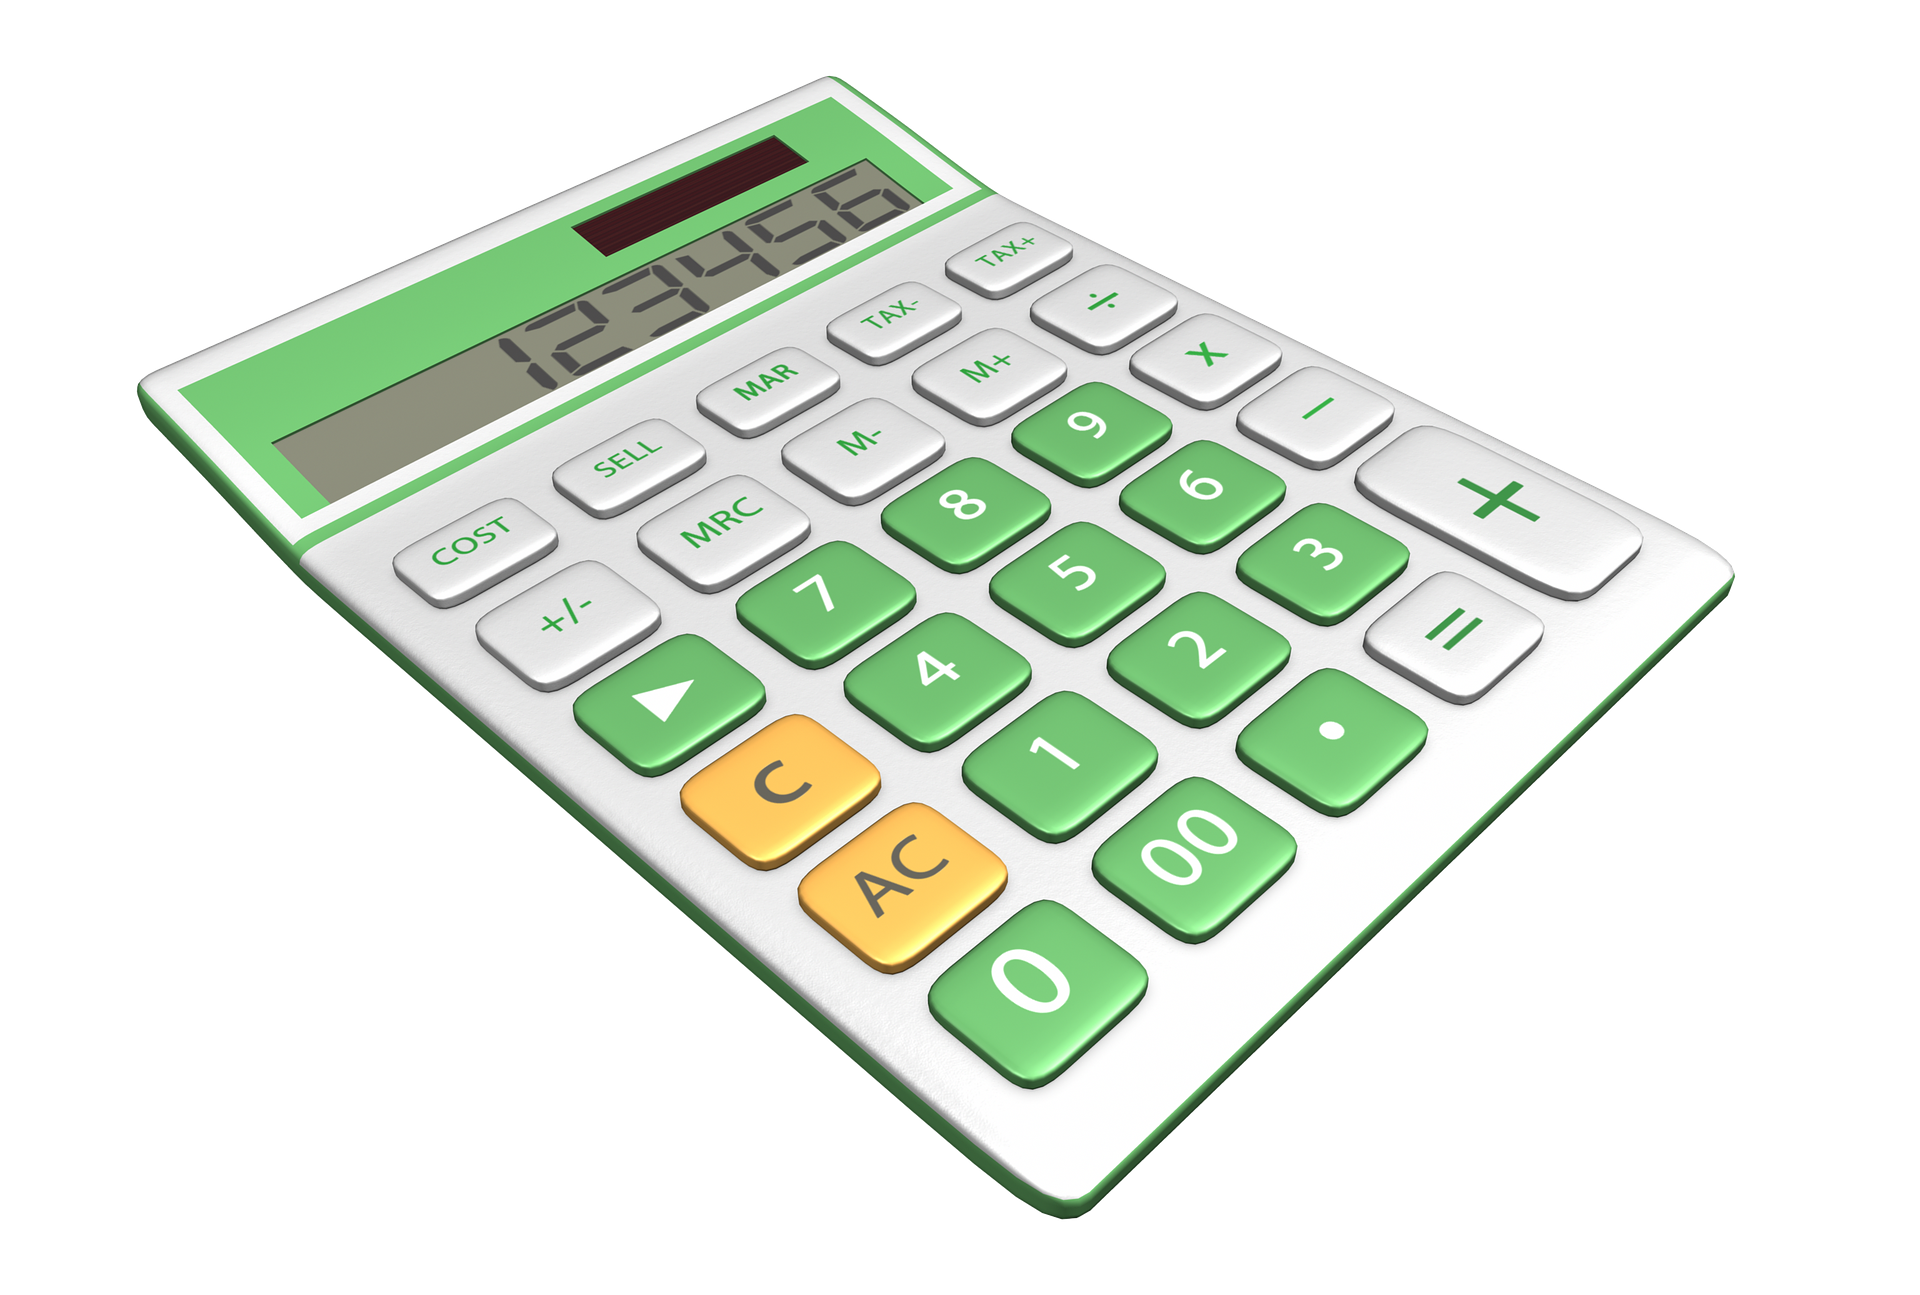 123456
COST SELL MAR TAX- TAX+
+/- MRC M- M+ ÷
▶ 7 8 9 x
C 4 5 6 −
AC 1 2 3 +
0 00 • =